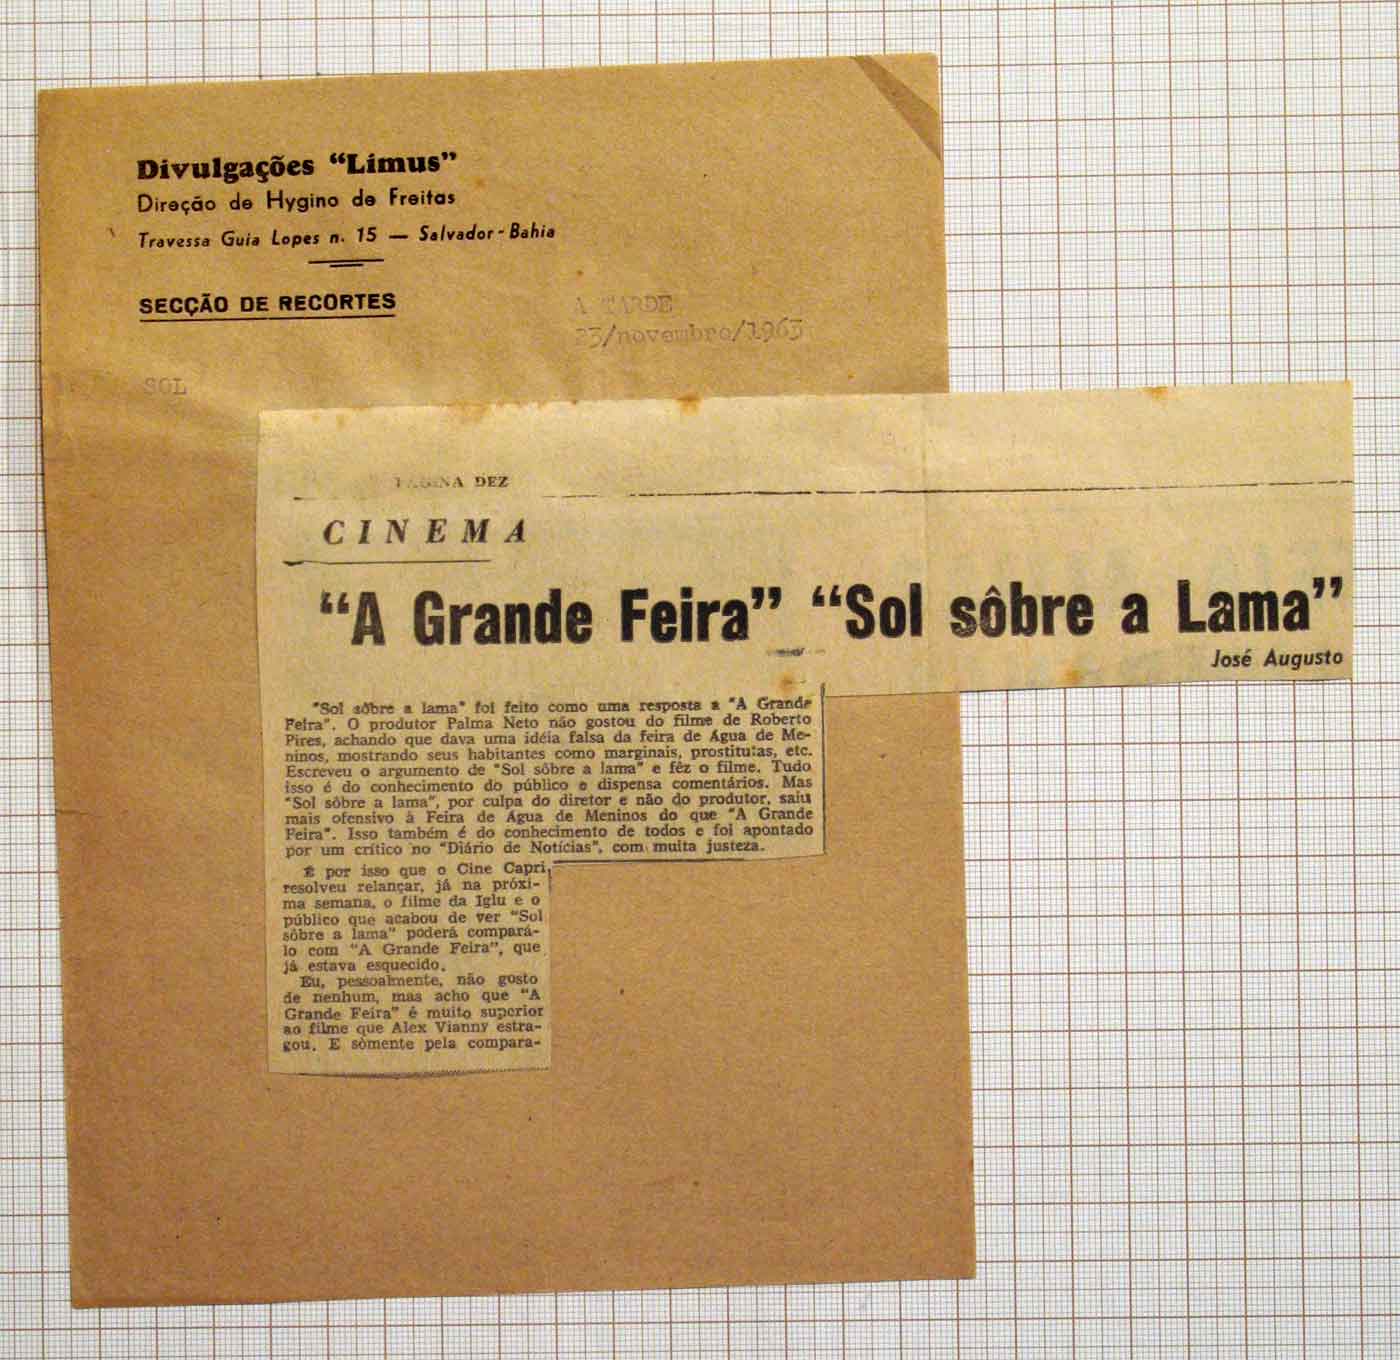 Divulgações “Límus”
Direção de Hygino de Freitas
Travessa Guia Lopes n. 15 — Salvador-Bahia
SECÇÃO DE RECORTES
A TARDE
23/novembro/1963
SOL
PÁGINA DEZ
CINEMA
“A Grande Feira” “Sol sôbre a Lama”
José Augusto
"Sol sôbre a lama" foi feito como uma resposta a "A Grande
Feira". O produtor Palma Neto não gostou do filme de Roberto
Pires, achando que dava uma idéia falsa da feira de Água de Me-
ninos, mostrando seus habitantes como marginais, prostitutas, etc.
Escreveu o argumento de "Sol sôbre a lama" e fêz o filme. Tudo
isso é do conhecimento do público e dispensa comentários. Mas
"Sol sôbre a lama", por culpa do diretor e não do produtor, saiu
mais ofensivo à Feira de Água de Meninos do que "A Grande
Feira". Isso também é do conhecimento de todos e foi apontado
por um crítico no "Diário de Notícias", com muita justeza.
É por isso que o Cine Capri
resolveu relançar, já na próxi-
ma semana, o filme da Iglu e o
público que acabou de ver "Sol
sôbre a lama" poderá compará-
lo com "A Grande Feira", que
já estava esquecido.
Eu, pessoalmente, não gosto
de nenhum, mas acho que "A
Grande Feira" é muito superior
ao filme que Alex Vianny estra-
gou. E sòmente pela compara-